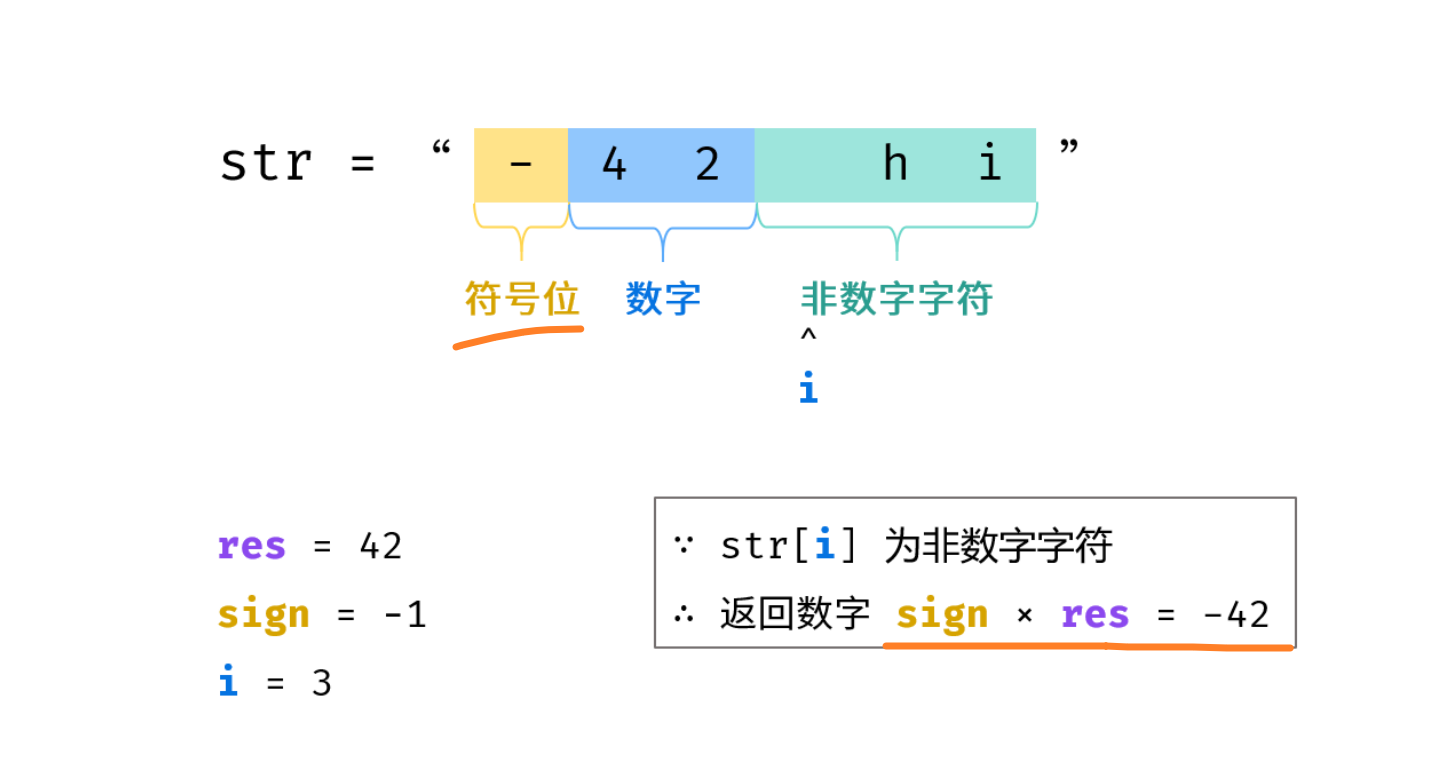 str = “ - 4 2   h i ”
符号位 数字 非数字字符
^
i
res = 42
sign = -1
i = 3
∵ str[i] 为非数字字符
∴ 返回数字 sign × res = -42